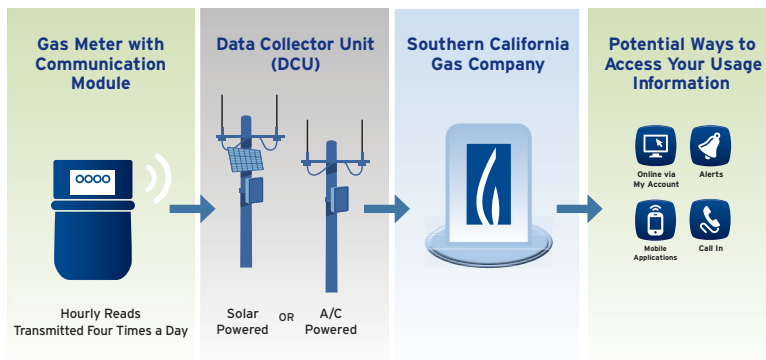 Gas Meter with
Communication
Module
OOOO
Hourly Reads
Transmitted Four Times a Day
Data Collector Unit
(DCU)
Solar
Powered
OR
A/C
Powered
Southern California
Gas Company
Potential Ways to
Access Your Usage
Information
Online via
My Account
Alerts
Mobile
Applications
Call In